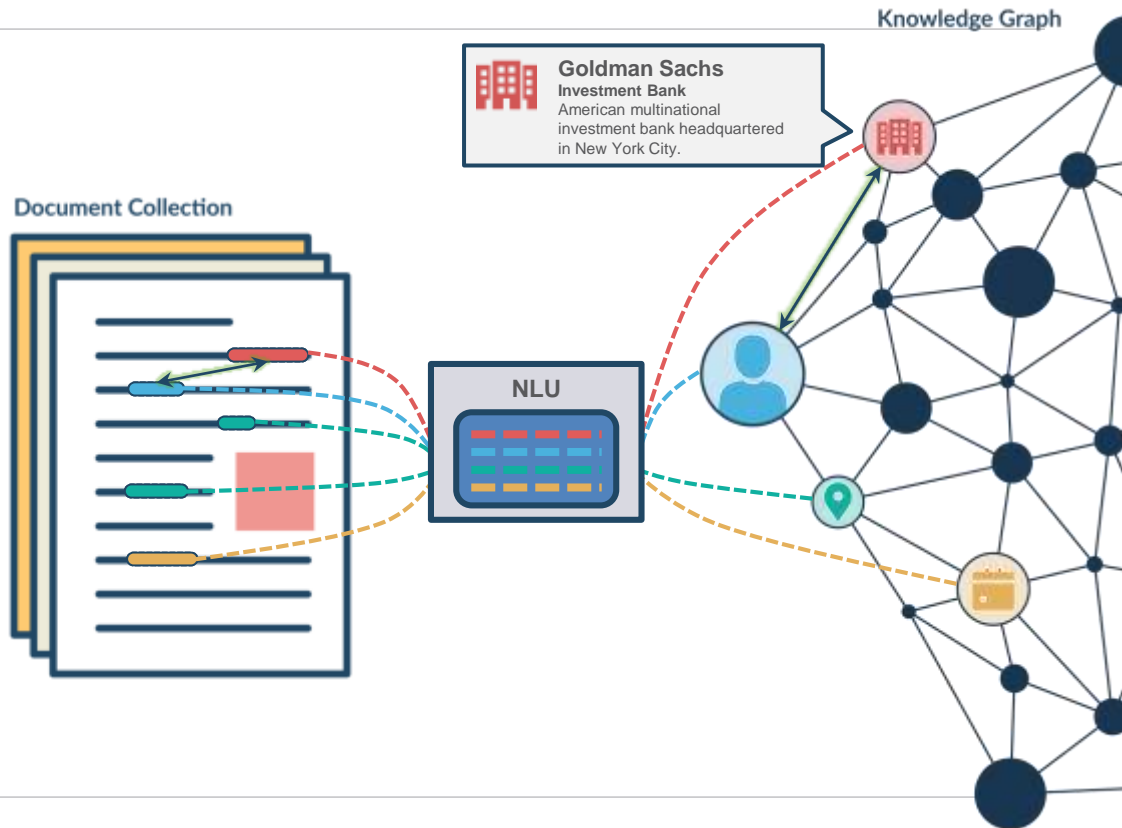 Knowledge Graph
Goldman Sachs
Investment Bank
American multinational
investment bank headquartered
in New York City.
Document Collection
NLU